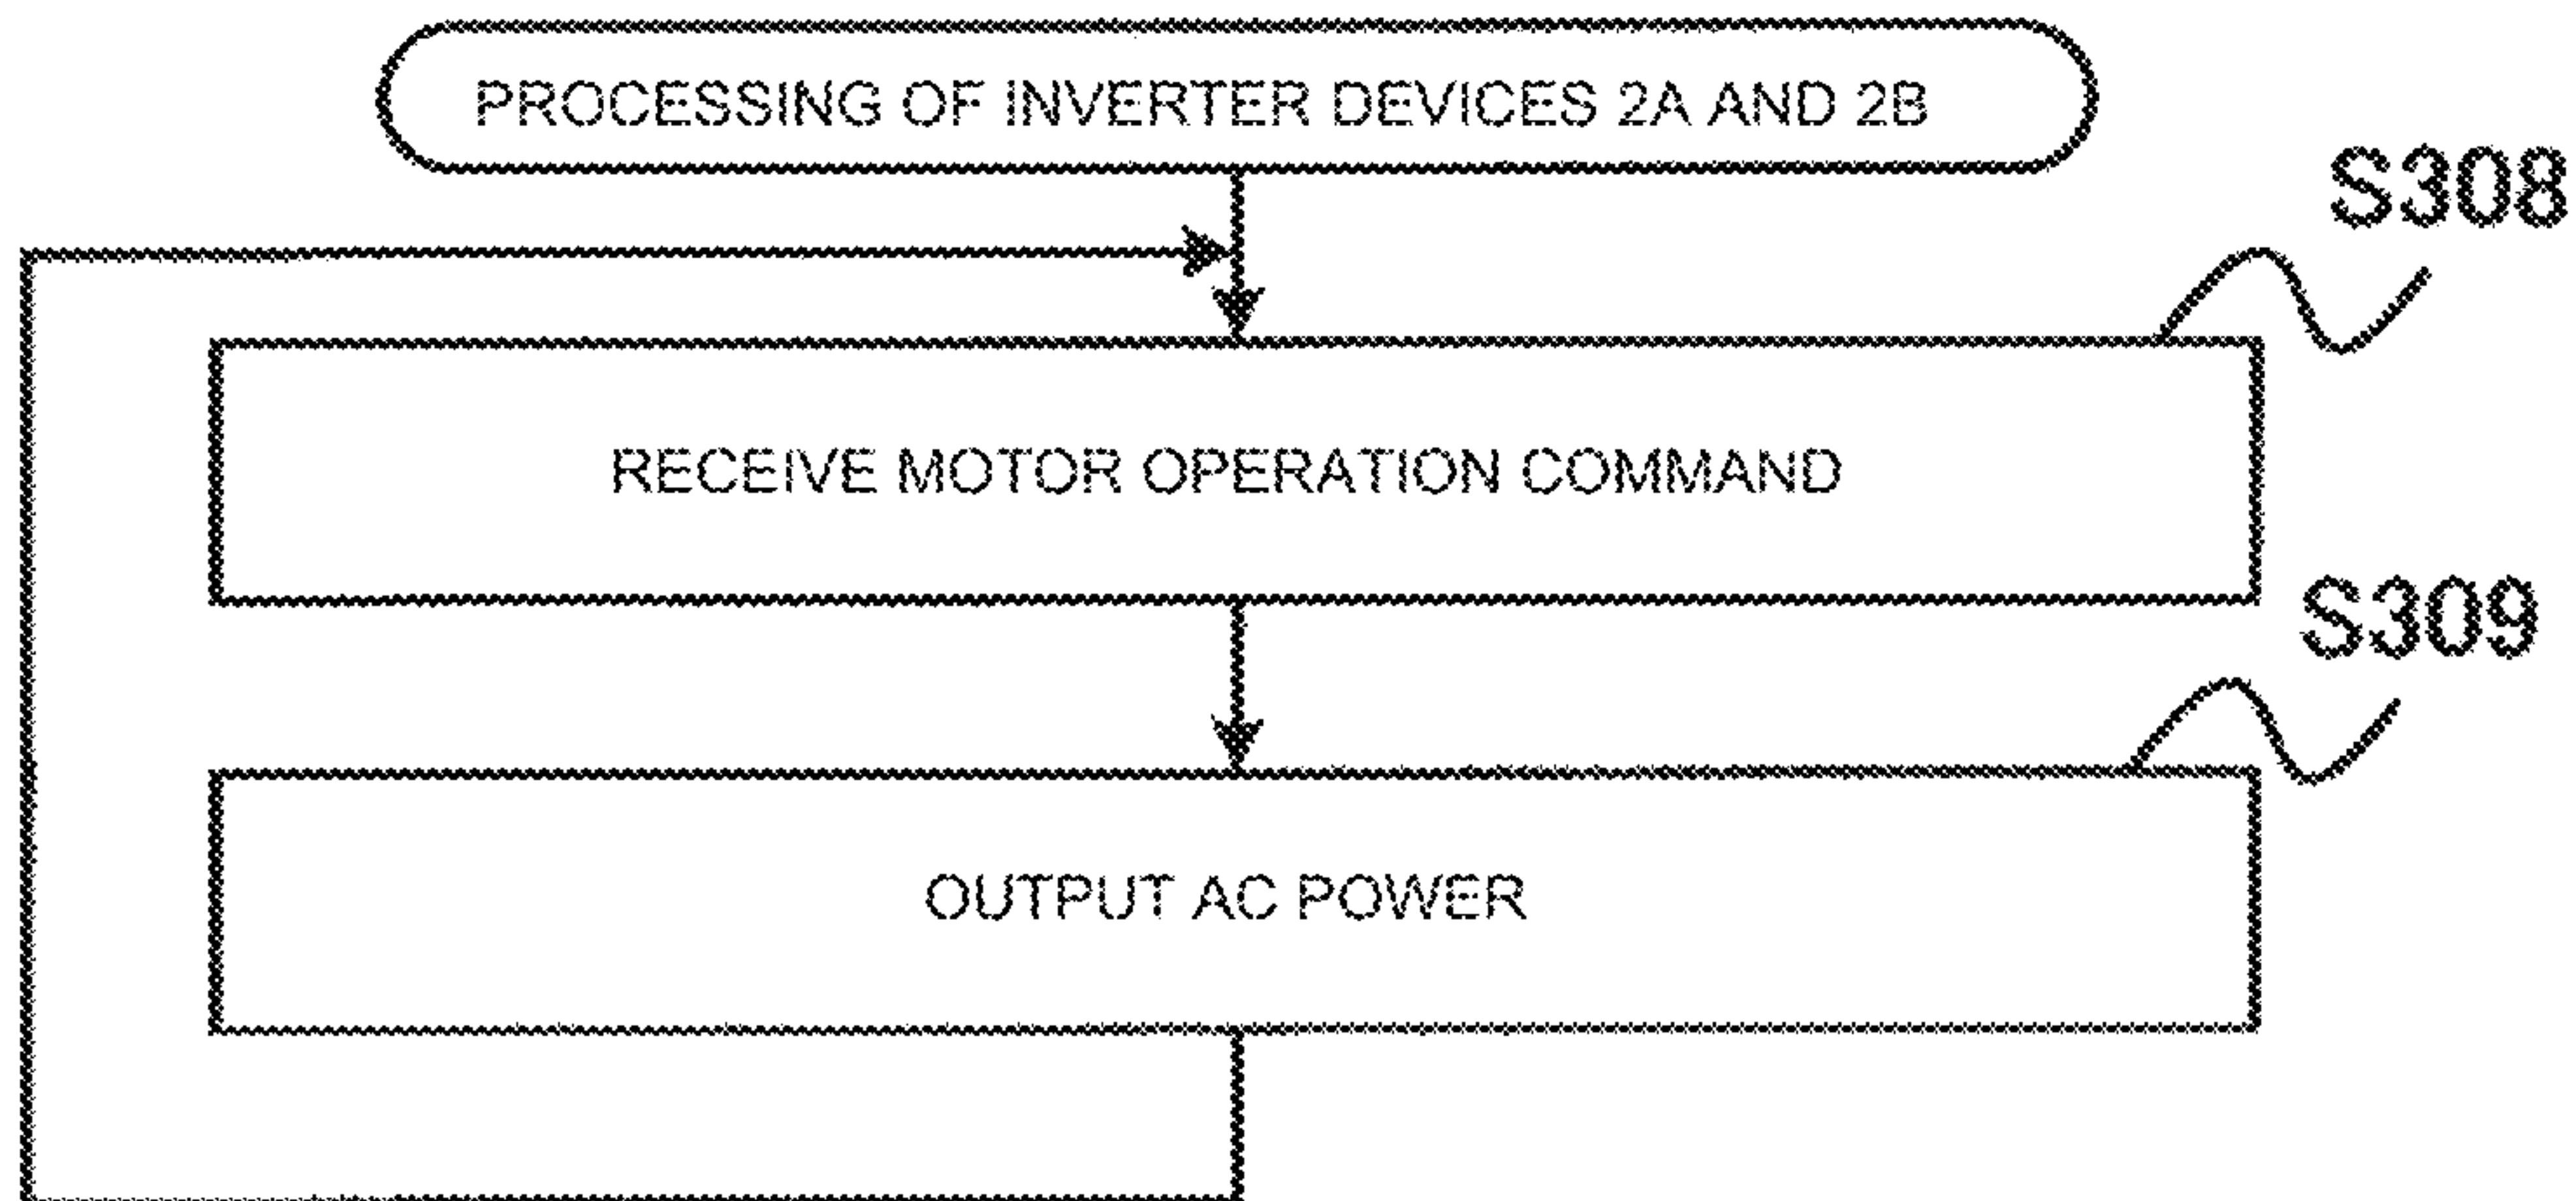 PROCESSING OF INVERTER DEVICES 2A AND 2B
S308
RECEIVE MOTOR OPERATION COMMAND
S309
OUTPUT AC POWER